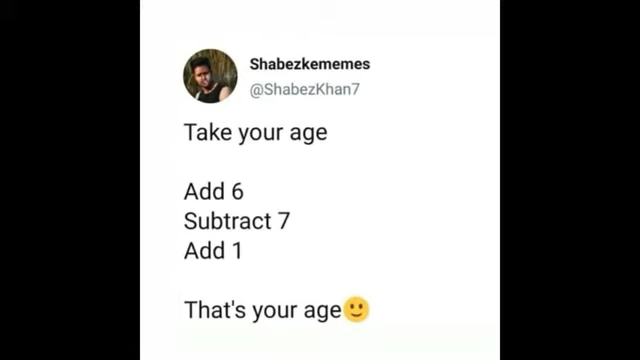 Shabezkememes
@ShabezKhan7
Take your age
Add 6
Subtract 7
Add 1
That's your age🙂